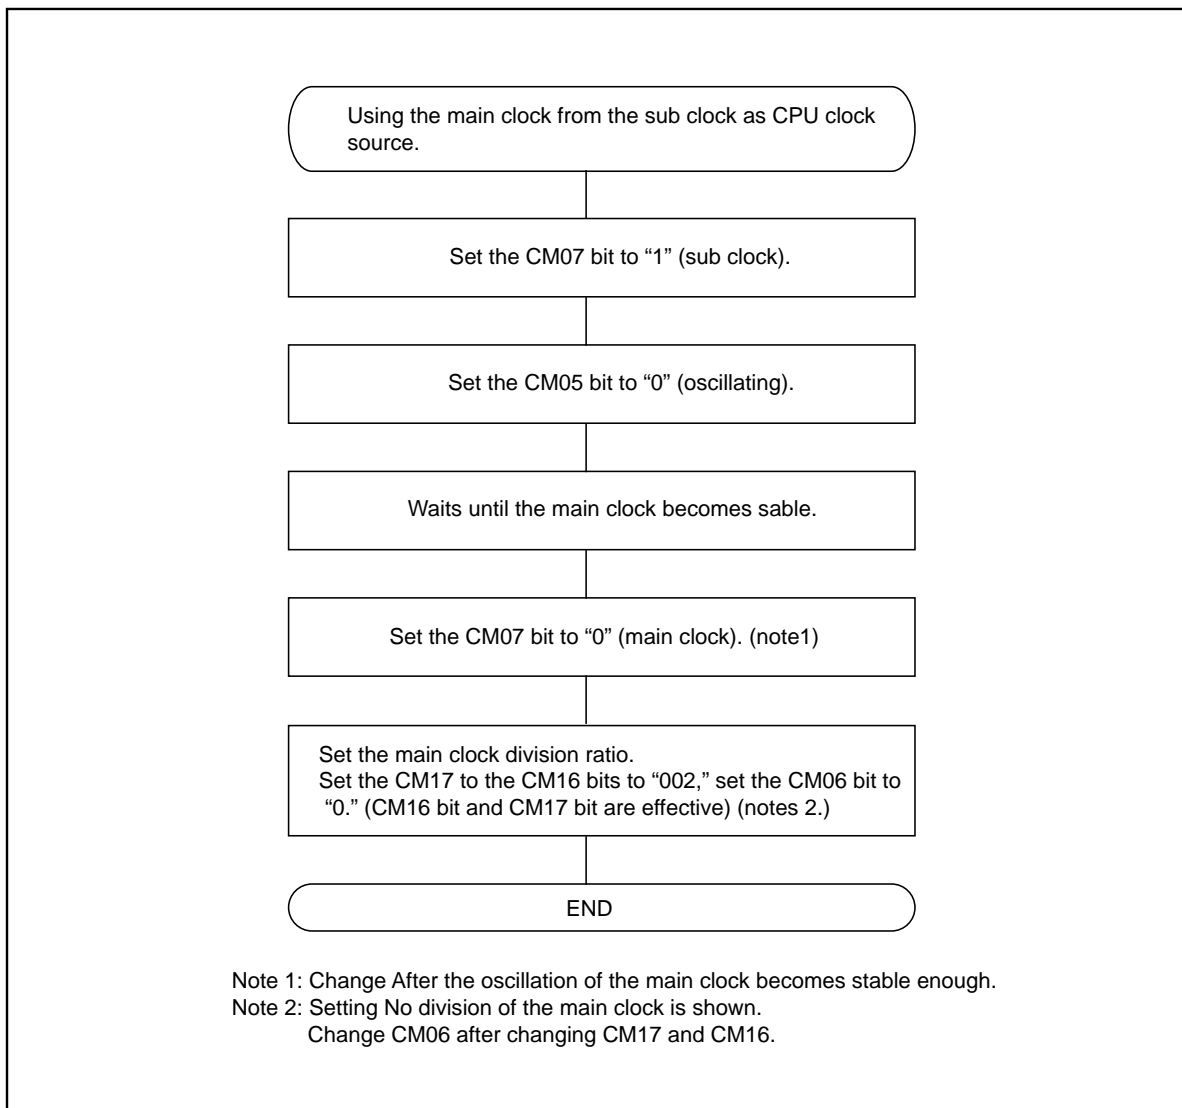 Using the main clock from the sub clock as CPU clock
source.
Set the CM07 bit to “1” (sub clock).
Set the CM05 bit to “0” (oscillating).
Waits until the main clock becomes sable.
Set the CM07 bit to “0” (main clock). (note1)
Set the main clock division ratio.
Set the CM17 to the CM16 bits to “002,” set the CM06 bit to
“0.” (CM16 bit and CM17 bit are effective) (notes 2.)
END
Note 1: Change After the oscillation of the main clock becomes stable enough.
Note 2: Setting No division of the main clock is shown.
Change CM06 after changing CM17 and CM16.